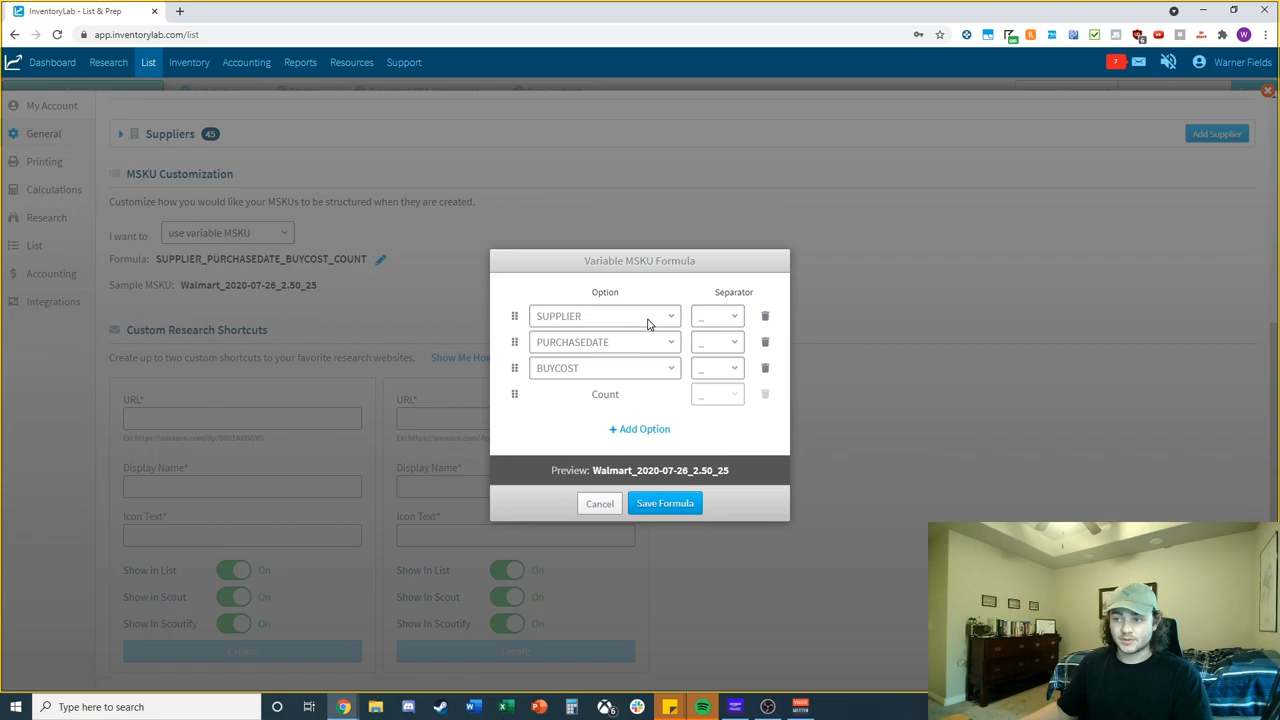 InventoryLab - List & Prep
app.inventorylab.com/list
Dashboard Research List Inventory Accounting Reports Resources Support
7 Warner Fields
My Account
General
Printing
Calculations
Research
List
Accounting
Integrations
Suppliers 45
Add Supplier
MSKU Customization
Customize how you would like your MSKUs to be structured when they are created.
I want to use variable MSKU
Formula: SUPPLIER_PURCHASEDATE_BUYCOST_COUNT
Sample MSKU: Walmart_2020-07-26_2.50_25
Custom Research Shortcuts
Create up to two custom shortcuts to your favorite research websites. Show Me How
URL*
Ex: https://amazon.com/dp/B001ARBGYG
Display Name*
Icon Text*
Show in List On
Show in Scout On
Show In Scoutify On
Create
URL*
Display Name*
Icon Text*
Show In List On
Show In Scout On
Show In Scoutify On
Create
Variable MSKU Formula
Option Separator
SUPPLIER _
PURCHASEDATE _
BUYCOST _
Count _
+ Add Option
Preview: Walmart_2020-07-26_2.50_25
Cancel Save Formula
Type here to search